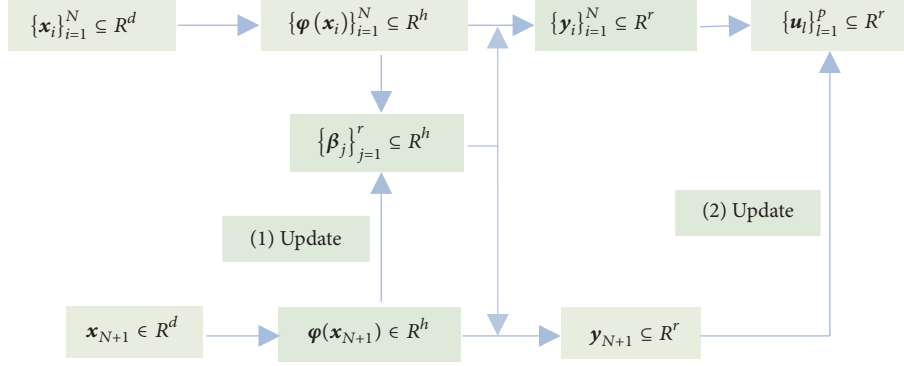 {x_i}_{i=1}^N ⊆ R^d
{φ(x_i)}_{i=1}^N ⊆ R^h
{y_i}_{i=1}^N ⊆ R^r
{u_l}_{l=1}^p ⊆ R^r
{β_j}_{j=1}^r ⊆ R^h
(1) Update
(2) Update
x_{N+1} ∈ R^d
φ(x_{N+1}) ∈ R^h
y_{N+1} ⊆ R^r